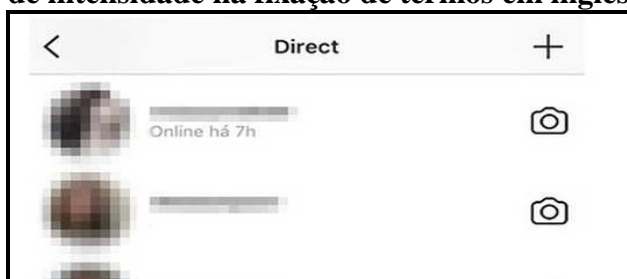 de intensidade na fixação de termos em inglês
Direct
Online há 7h